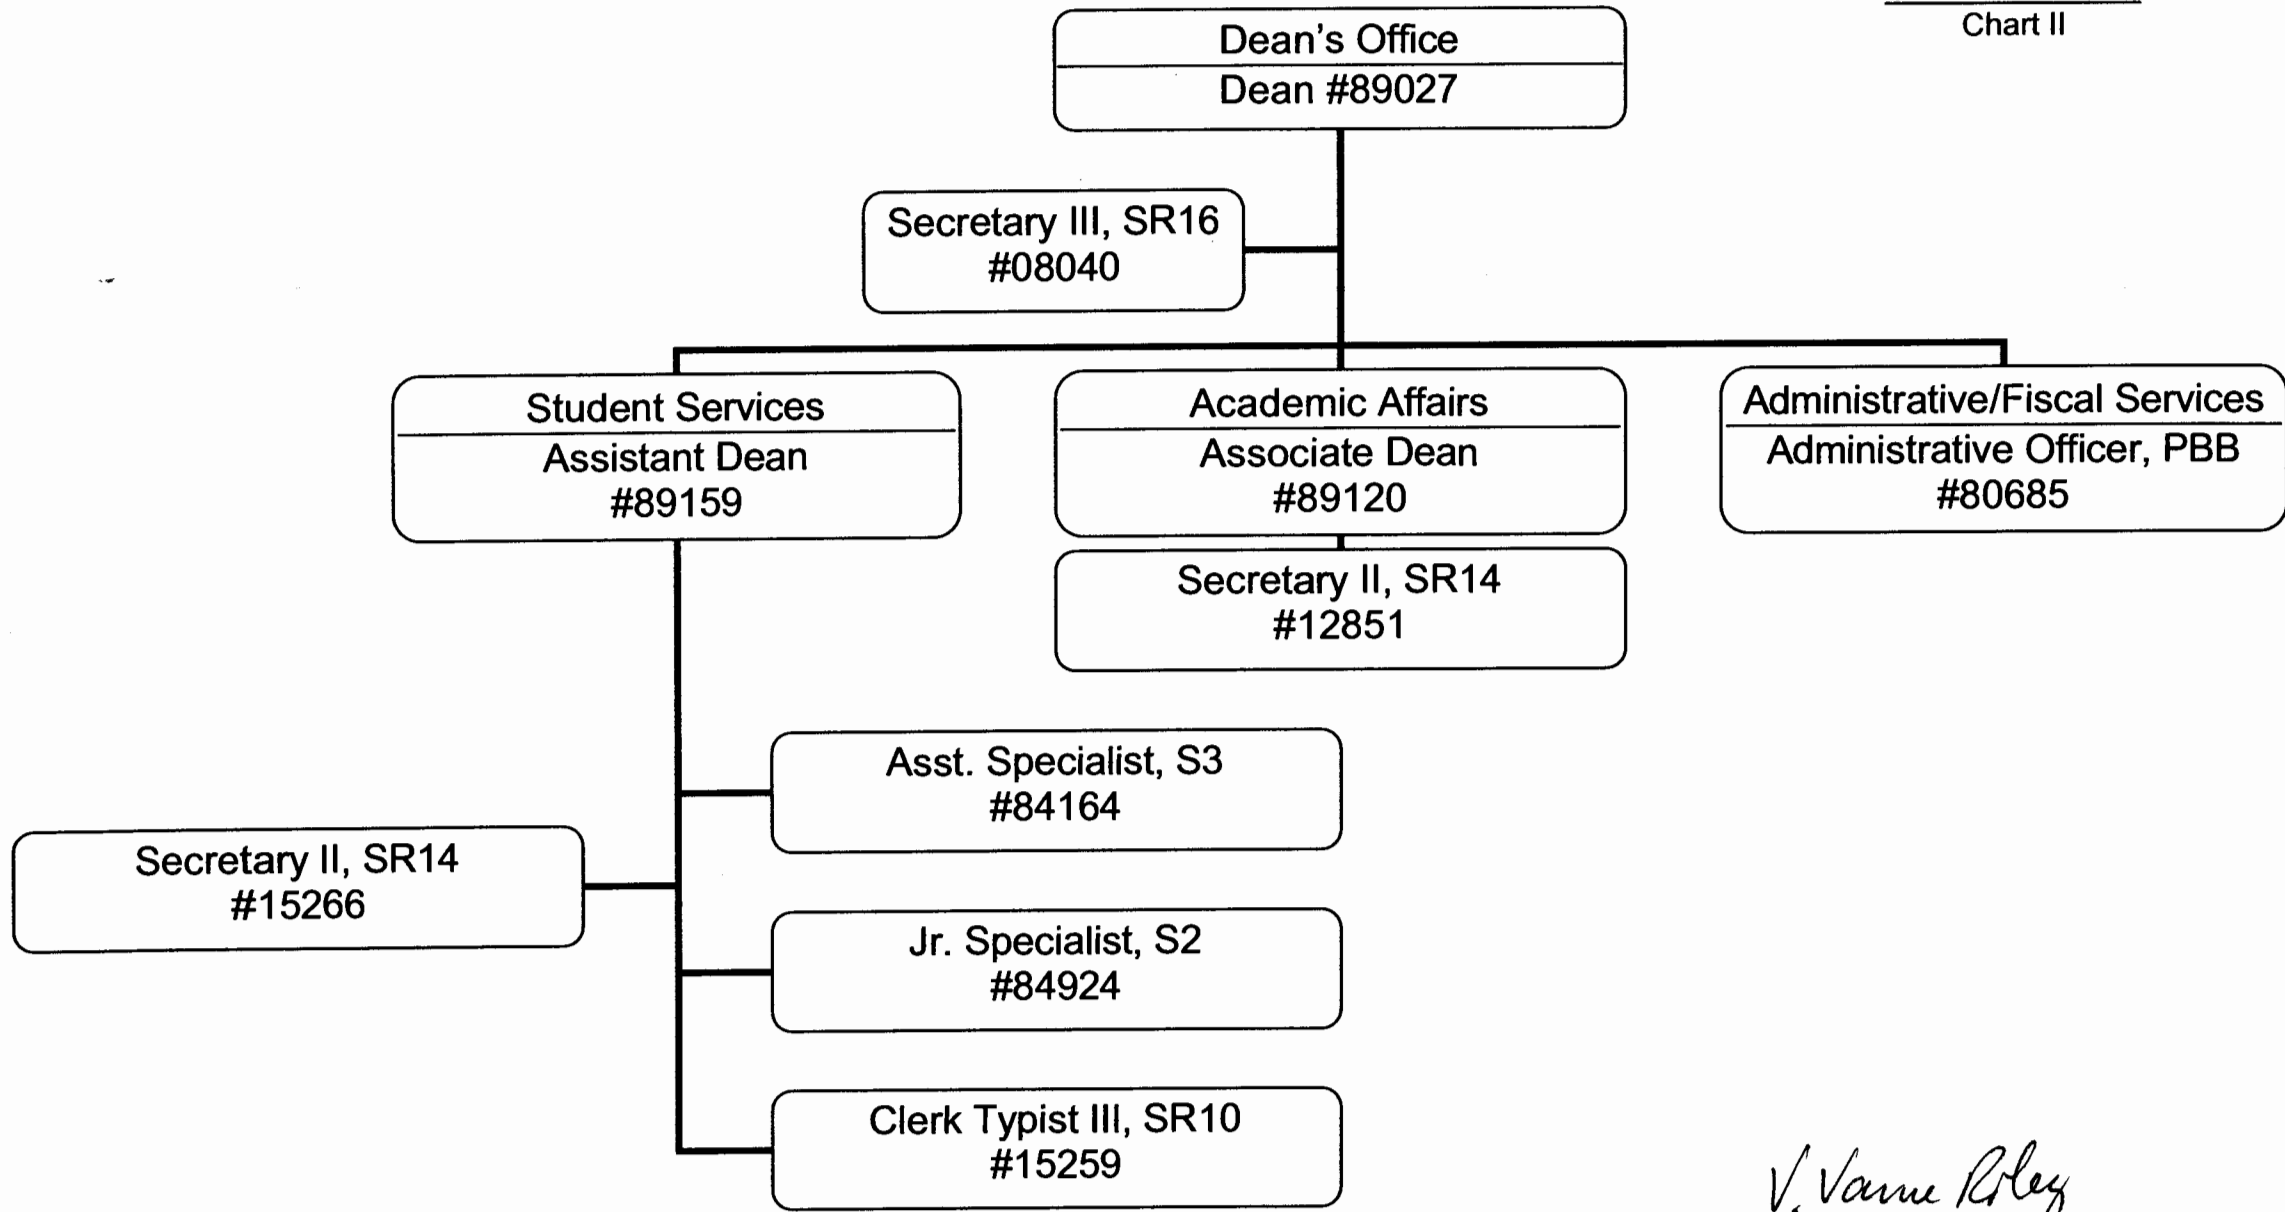 Chart II
Dean's Office
Dean #89027
Secretary III, SR16
#08040
Student Services
Assistant Dean
#89159
Academic Affairs
Associate Dean
#89120
Administrative/Fiscal Services
Administrative Officer, PBB
#80685
Secretary II, SR14
#12851
Asst. Specialist, S3
#84164
Secretary II, SR14
#15266
Jr. Specialist, S2
#84924
Clerk Typist III, SR10
#15259
V. Riley